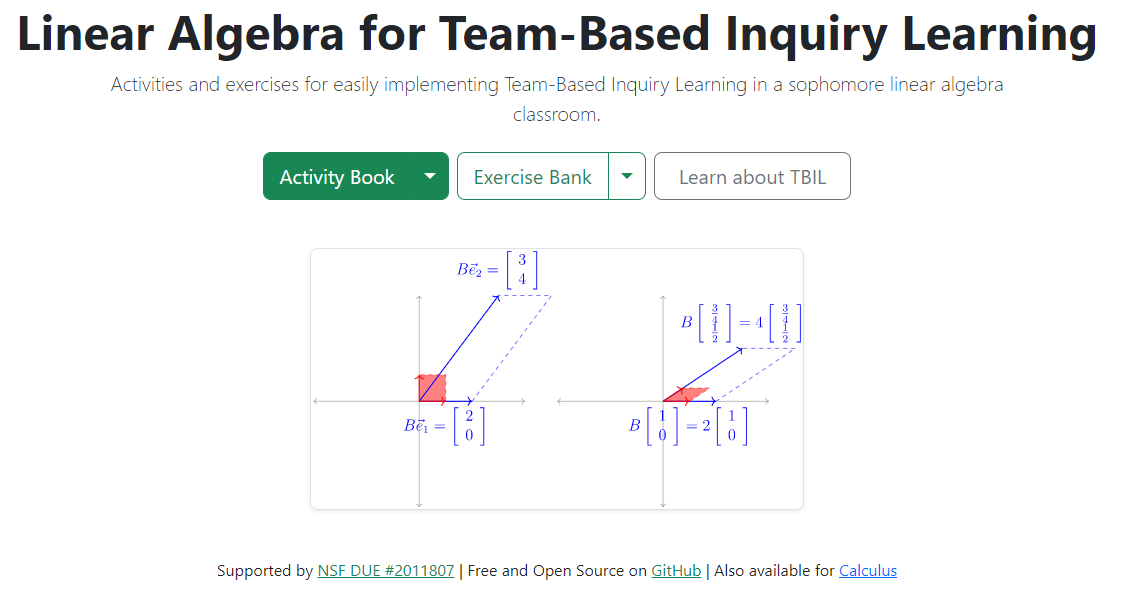 Linear Algebra for Team-Based Inquiry Learning
Activities and exercises for easily implementing Team-Based Inquiry Learning in a sophomore linear algebra
classroom.
Activity Book
Exercise Bank
Learn about TBIL
B\vec{e}_2 = \begin{bmatrix} 3 \\ 4 \end{bmatrix}
B \begin{bmatrix} \frac{3}{4} \\ \frac{1}{2} \end{bmatrix} = 4 \begin{bmatrix} \frac{3}{4} \\ \frac{1}{2} \end{bmatrix}
B\vec{e}_1 = \begin{bmatrix} 2 \\ 0 \end{bmatrix}
B \begin{bmatrix} 1 \\ 0 \end{bmatrix} = 2 \begin{bmatrix} 1 \\ 0 \end{bmatrix}
Supported by NSF DUE #2011807 | Free and Open Source on GitHub | Also available for Calculus